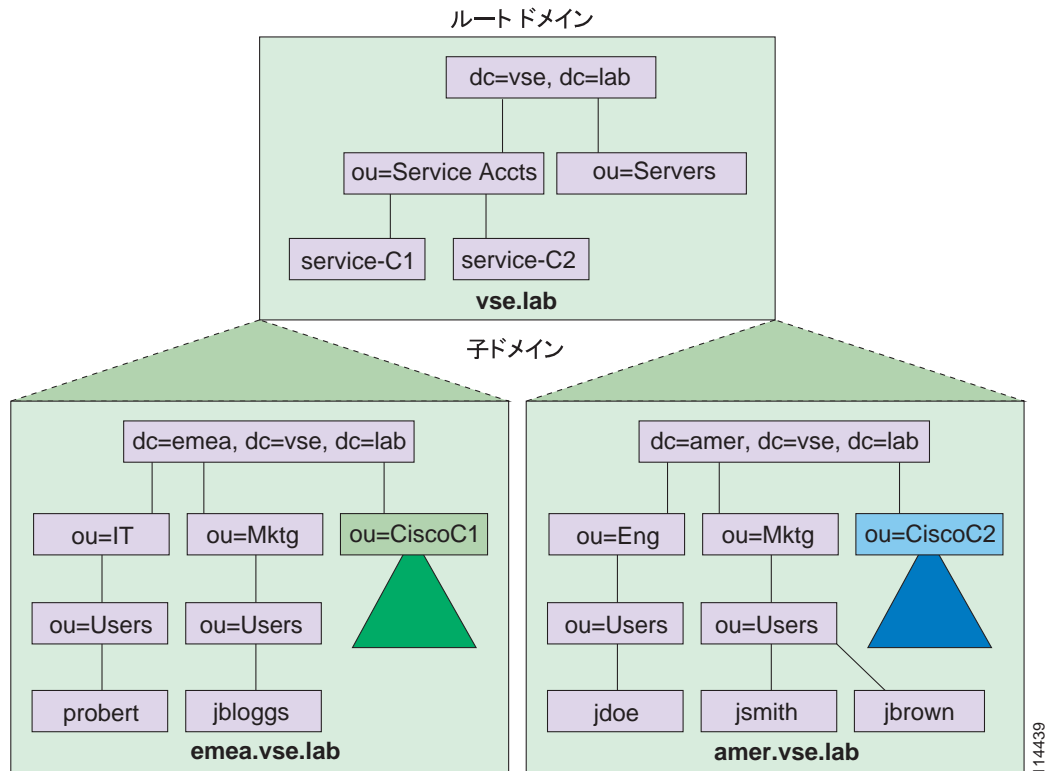 ルート ドメイン
dc=vse, dc=lab
ou=Service Accts
ou=Servers
service-C1
service-C2
vse.lab
子ドメイン
dc=emea, dc=vse, dc=lab
ou=IT
ou=Mktg
ou=CiscoC1
ou=Users
ou=Users
probert
jbloggs
emea.vse.lab
dc=amer, dc=vse, dc=lab
ou=Eng
ou=Mktg
ou=CiscoC2
ou=Users
ou=Users
jdoe
jsmith
jbrown
amer.vse.lab
114439